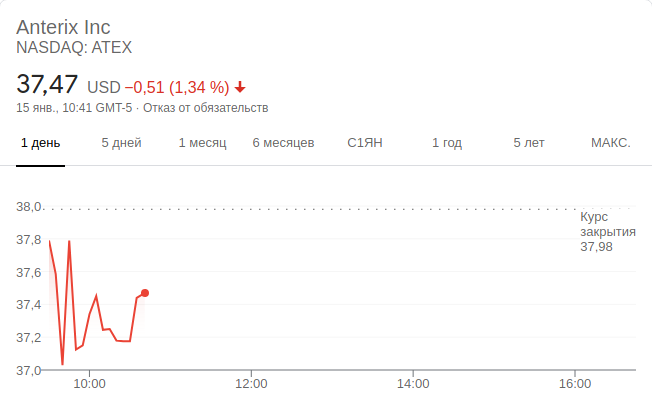 Anterix Inc
NASDAQ: ATEX
37,47 USD −0,51 (1,34 %)
15 янв., 10:41 GMT-5 · Отказ от обязательств
1 день 5 дней 1 месяц 6 месяцев С1ЯН 1 год 5 лет МАКС.
38,0
Курс
закрытия
37,98
37,8
37,6
37,4
37,2
37,0
10:00 12:00 14:00 16:00